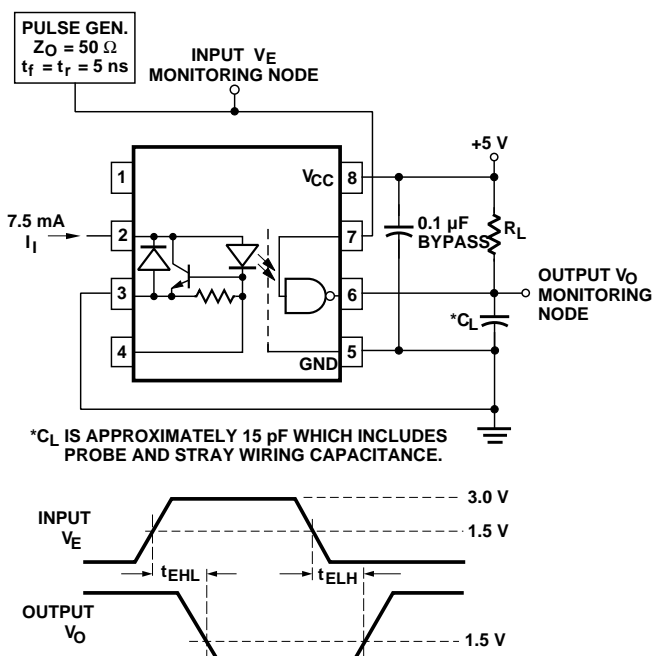 PULSE GEN.
Z_O = 50 Ω
t_f = t_r = 5 ns
INPUT V_E
MONITORING NODE
+5 V
1
V_CC
8
7.5 mA
I_I
2
7
0.1 µF
BYPASS
R_L
3
6
OUTPUT V_O
MONITORING
NODE
*C_L
4
GND
5
*C_L IS APPROXIMATELY 15 pF WHICH INCLUDES
PROBE AND STRAY WIRING CAPACITANCE.
INPUT
V_E
3.0 V
1.5 V
t_EHL
t_ELH
OUTPUT
V_O
1.5 V